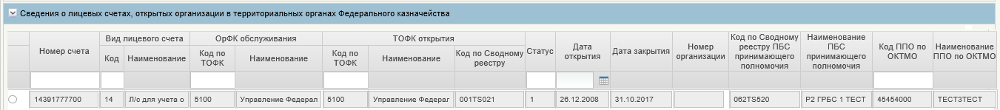 Сведения о лицевых счетах, открытых организации в территориальных органах Федерального казначейства
Номер счета
Вид лицевого счета
Код
Наименование
ОрФК обслуживания
Код по ТОФК
Наименование
ТОФК открытия
Код по ТОФК
Наименование
Код по Сводному реестру
Статус
Дата открытия
Дата закрытия
Номер организации
Код по Сводному реестру ПБС принимающего полномочия
Наименование ПБС принимающего полномочия
Код ППО по ОКТМО
Наименование ППО по ОКТМО
14391777700 14 Л/с для учета о 5100 Управление Федерал 5100 Управление Федерал 001TS021 1 26.12.2008 31.10.2017 062TS520 Р2 ГРБС 1 ТЕСТ 45454000 ТЕСТ3ТЕСТ